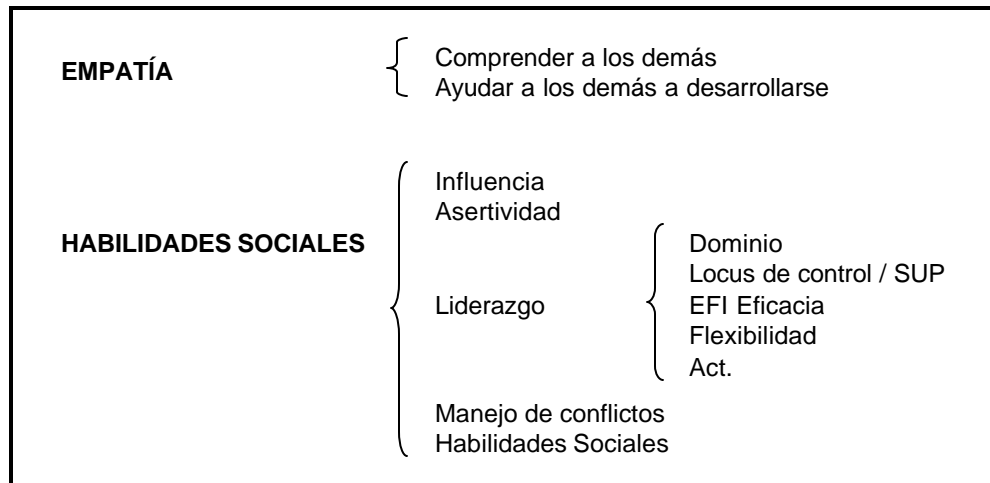 EMPATÍA
Comprender a los demás
Ayudar a los demás a desarrollarse
HABILIDADES SOCIALES
Influencia
Asertividad
Liderazgo
Dominio
Locus de control / SUP
EFI Eficacia
Flexibilidad
Act.
Manejo de conflictos
Habilidades Sociales